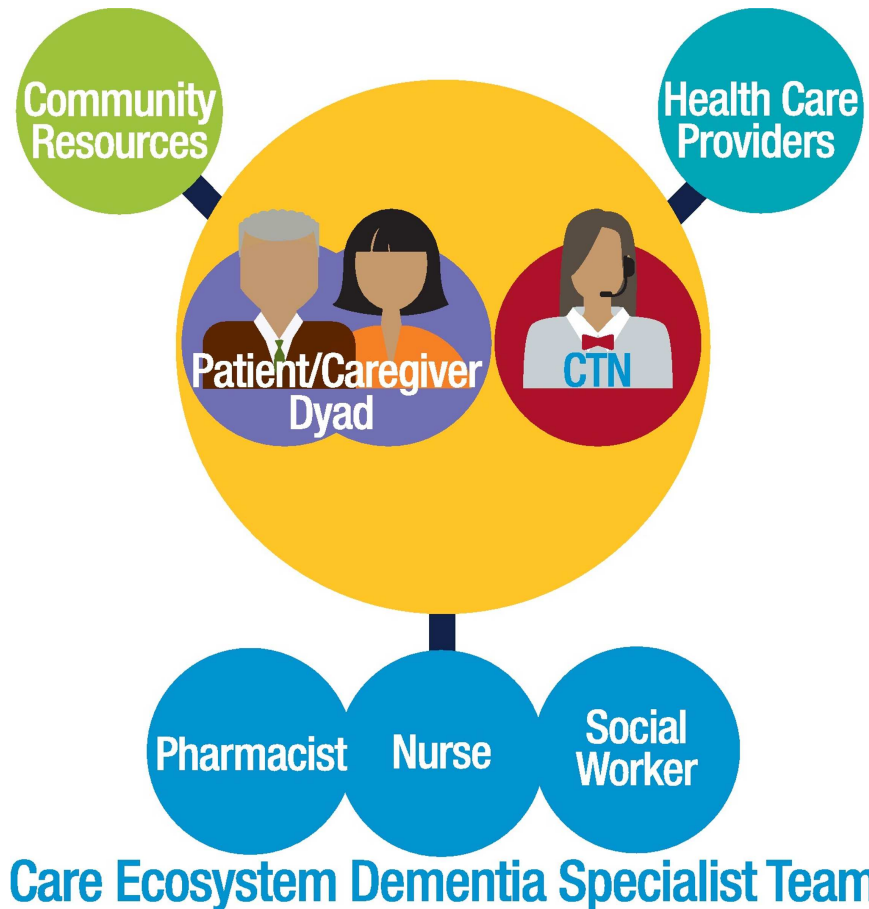 Community
Resources
Health Care
Providers
Patient/Caregiver
Dyad
CTN
Pharmacist
Nurse
Social
Worker
Care Ecosystem Dementia Specialist Team